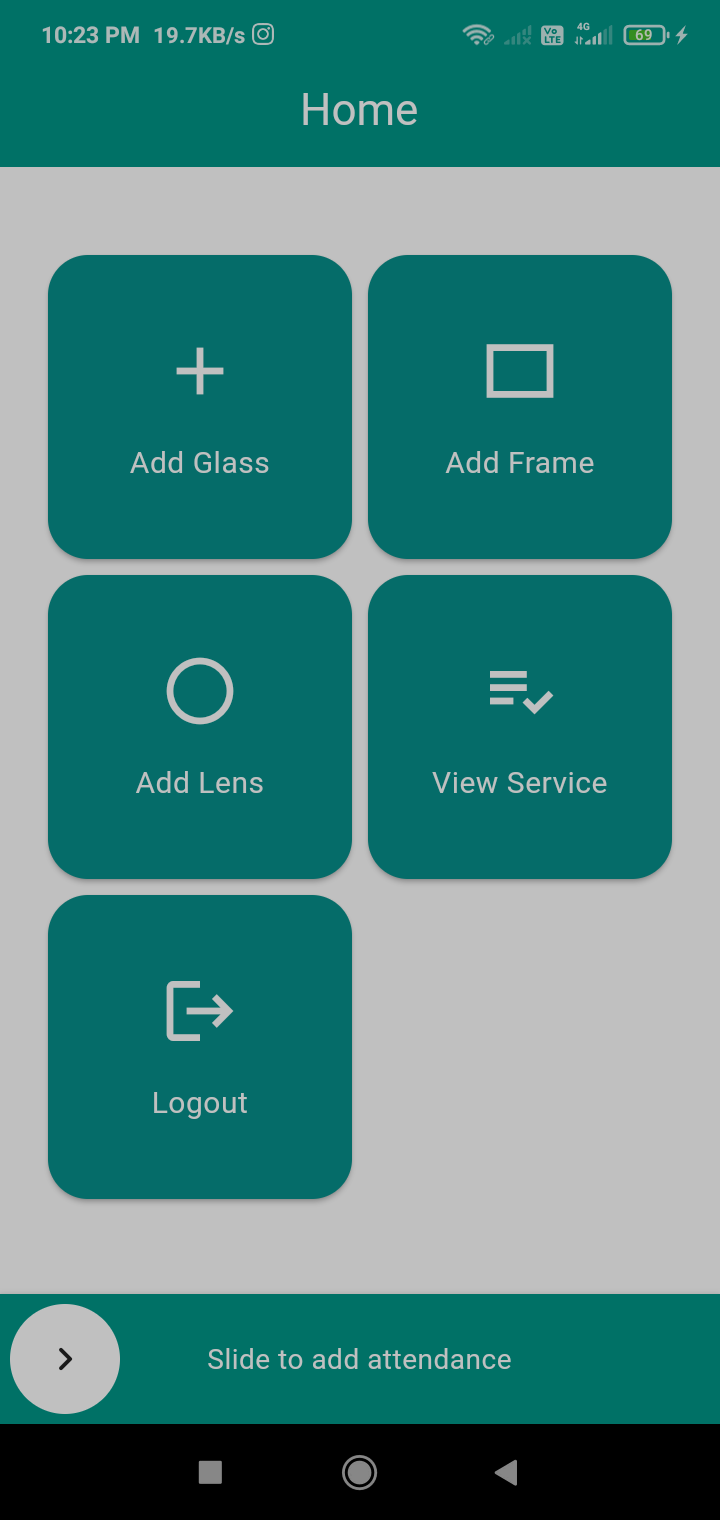 10:23 PM 19.7KB/s Vo LTE 4G 69
Home
Add Glass
Add Frame
Add Lens
View Service
Logout
Slide to add attendance